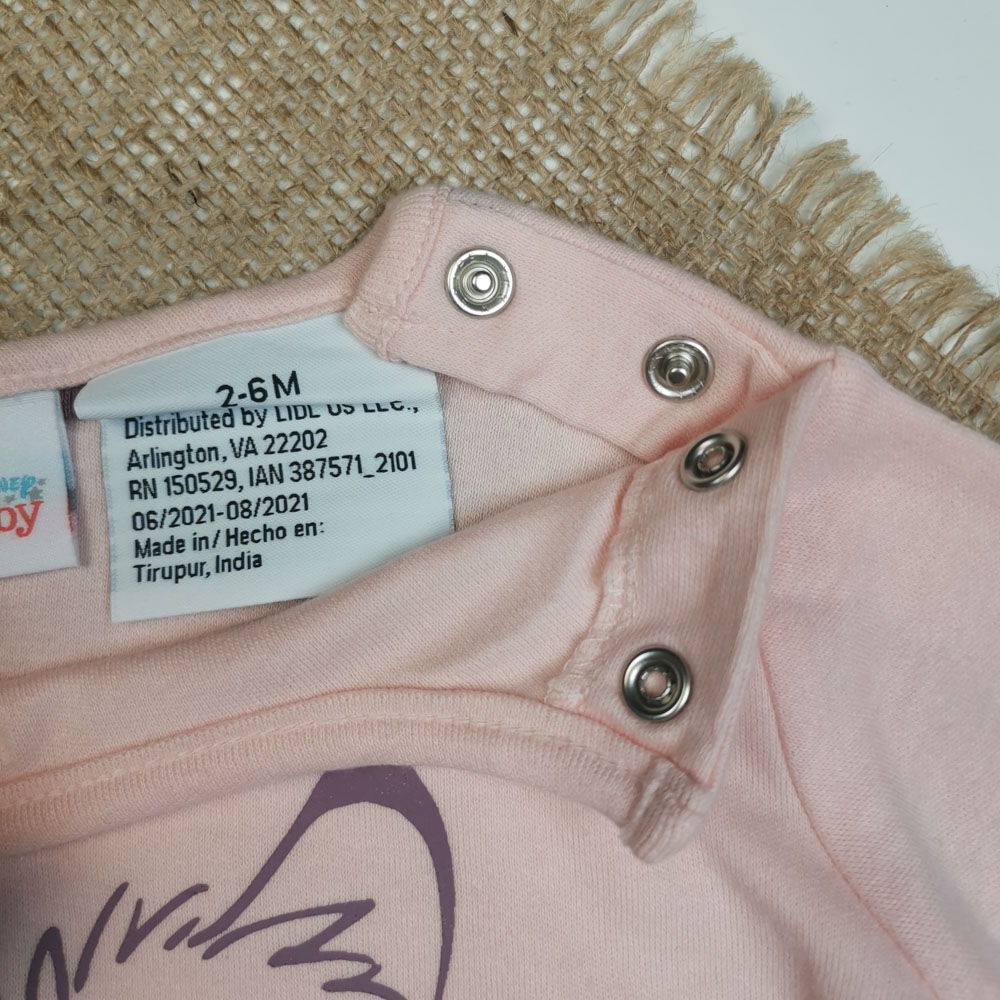 2-6M
Distributed by LIDL US LLC.,
Arlington, VA 22202
RN 150529, IAN 387571_2101
06/2021-08/2021
Made in/ Hecho en:
Tirupur, India